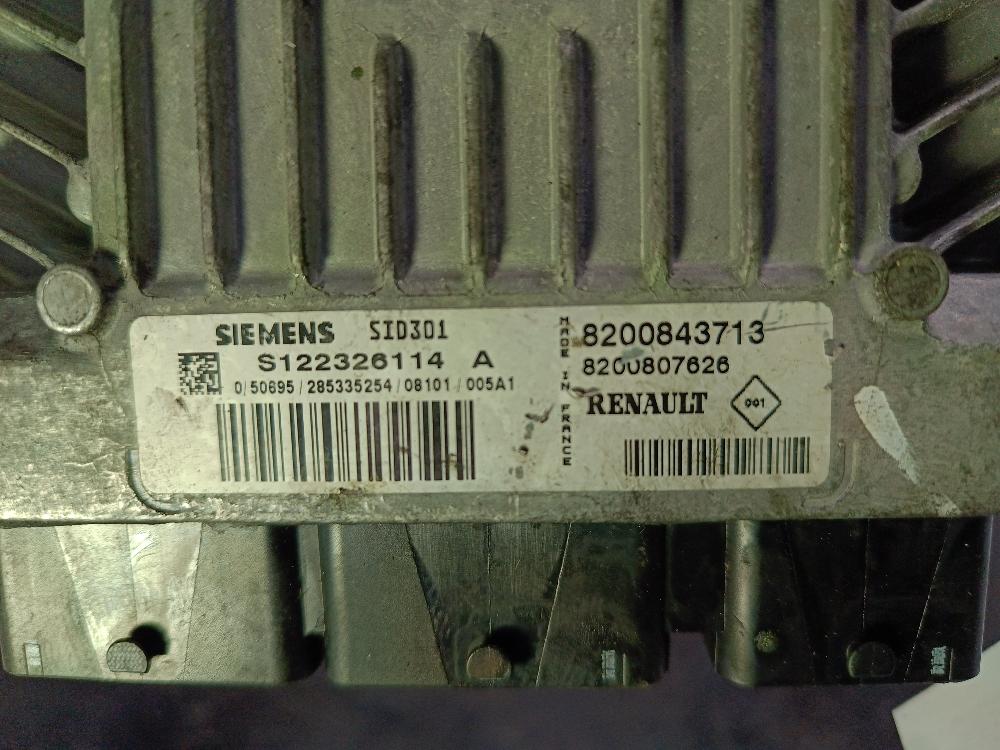 SIEMENS SID301
S122326114 A
0/50695/285335254/08101/005A1
MADE IN FRANCE
8200843713
8200807626
RENAULT 001